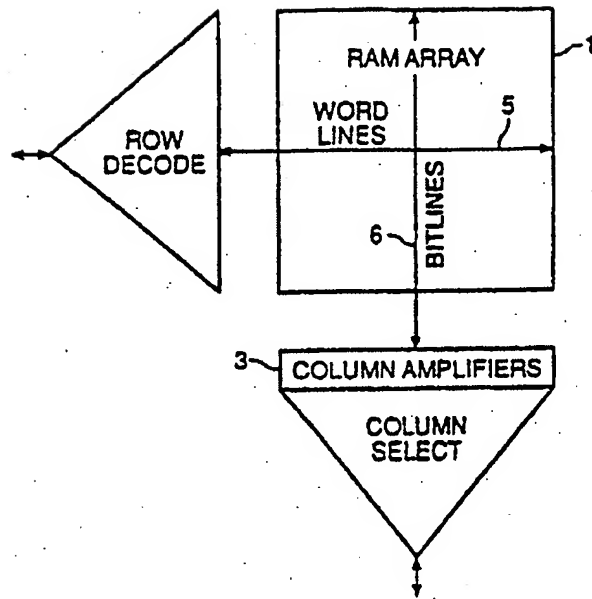 RAM ARRAY
1
WORD
LINES
5
ROW
DECODE
6
BITLINES
3
COLUMN AMPLIFIERS
COLUMN
SELECT